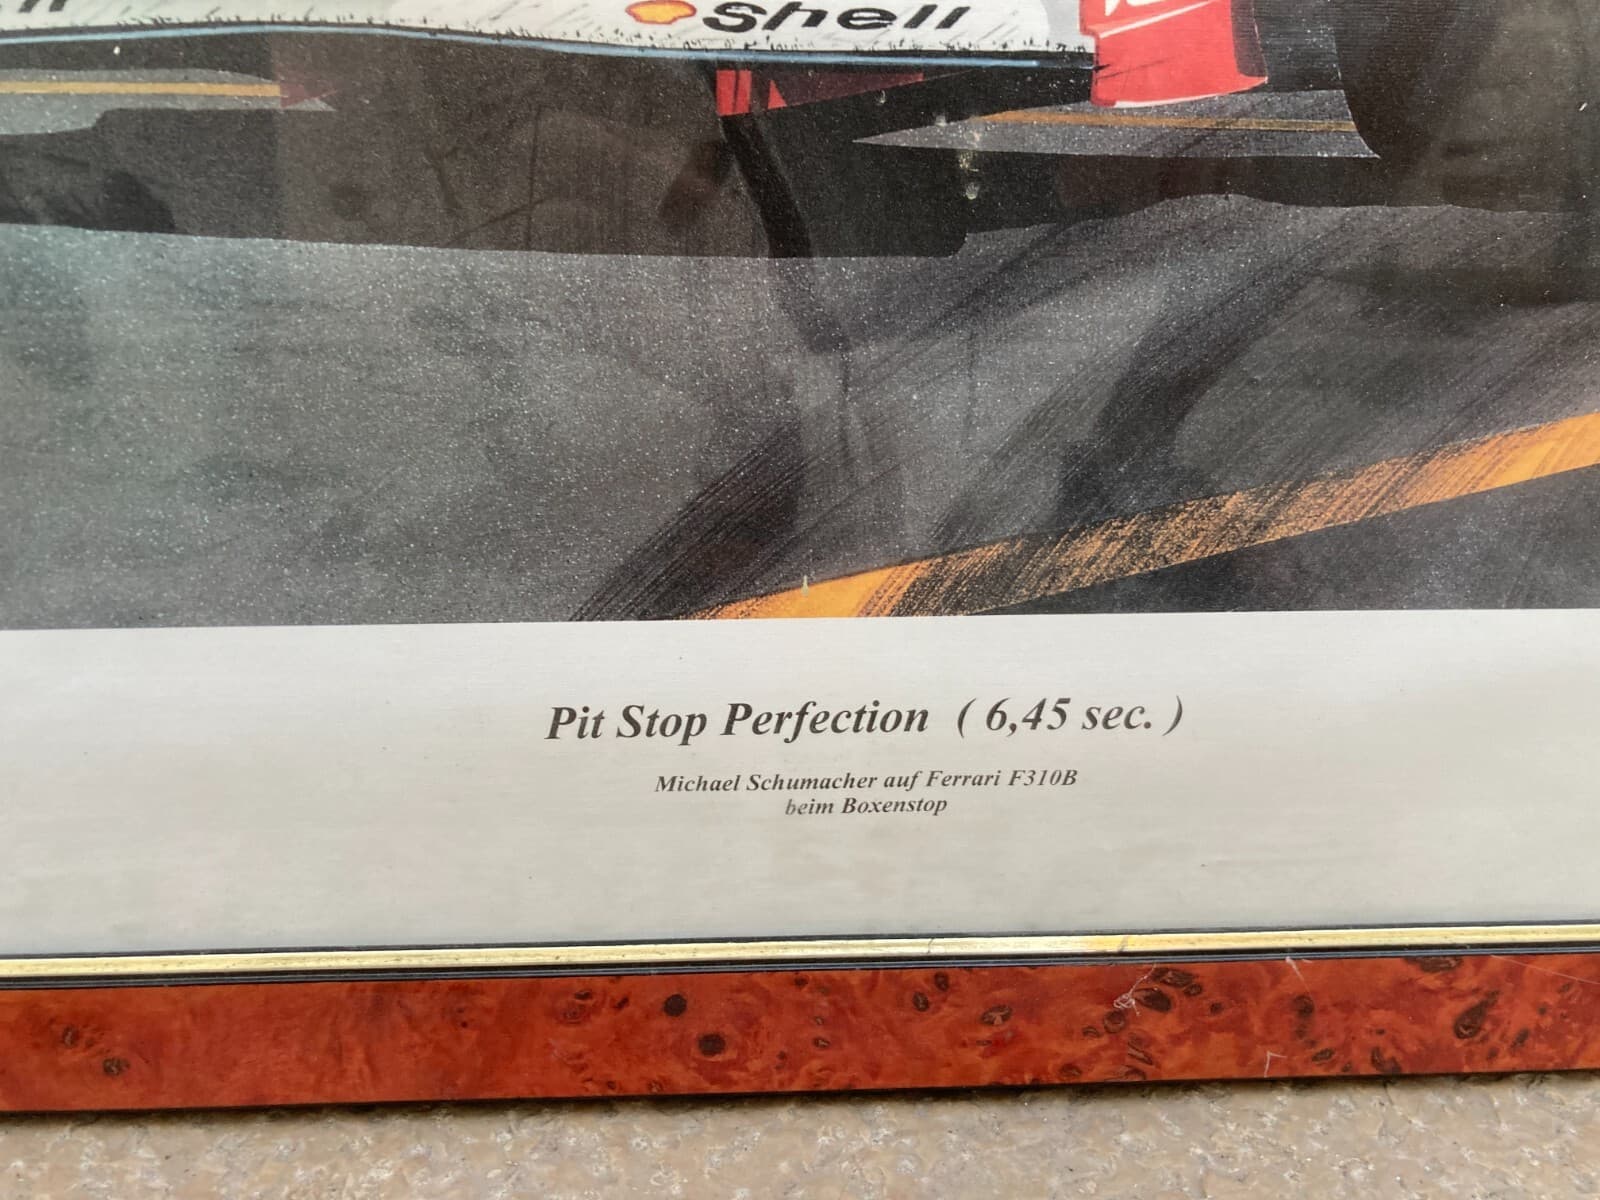 Shell
Pit Stop Perfection ( 6,45 sec. )
Michael Schumacher auf Ferrari F310B
beim Boxenstop